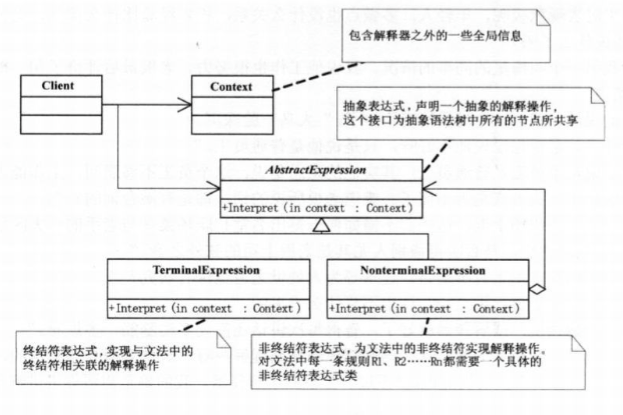 包含解释器之外的一些全局信息
Client
Context
抽象表达式，声明一个抽象的解释操作，
这个接口为抽象语法树中所有的节点所共享
AbstractExpression
+Interpret (in context : Context)
TerminalExpression
NonterminalExpression
+Interpret (in context : Context)
+Interpret (in context : Context)
终结符表达式，实现与文法中的
终结符相关联的解释操作
非终结符表达式，为文法中的非终结符实现解释操作。
对文法中每一条规则R1、R2……Rn都需要一个具体的
非终结符表达式类